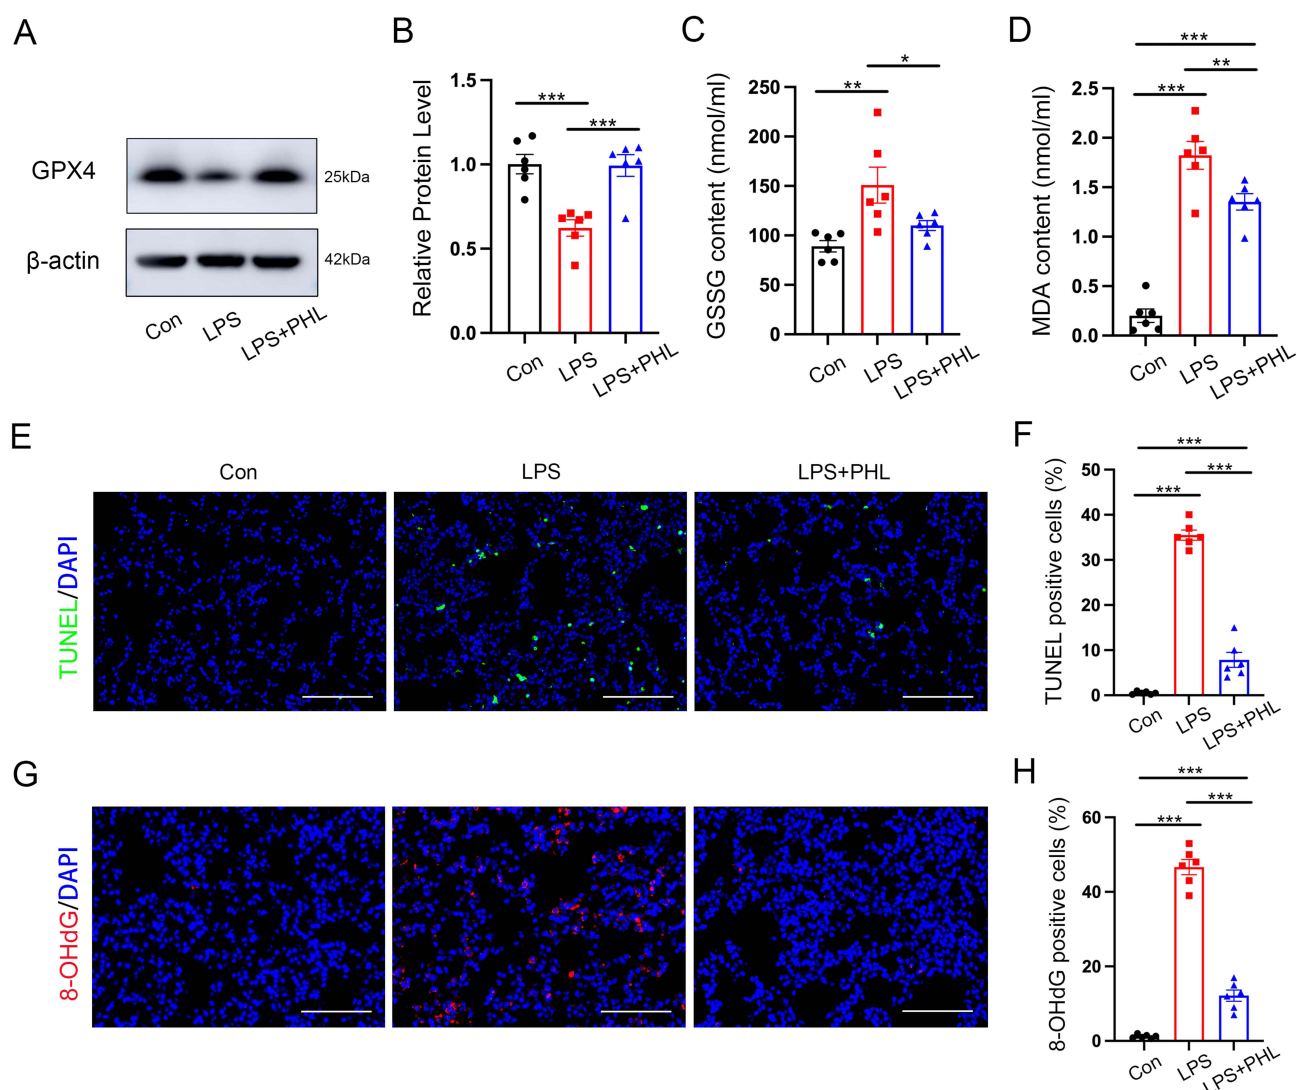 A
GPX4
25kDa
β-actin
42kDa
Con
LPS
LPS+PHL
B
Relative Protein Level
1.5
1.0
0.5
0.0
***
***
Con
LPS
LPS+PHL
C
GSSG content (nmol/ml)
250
200
150
100
50
0
*
**
Con
LPS
LPS+PHL
D
MDA content (nmol/ml)
2.5
2.0
1.5
1.0
0.5
0.0
***
**
***
Con
LPS
LPS+PHL
E
Con
LPS
LPS+PHL
TUNEL/DAPI
F
TUNEL positive cells (%)
50
40
30
20
10
0
***
***
***
Con
LPS
LPS+PHL
G
8-OHdG/DAPI
H
8-OHdG positive cells (%)
60
40
20
0
***
***
***
Con
LPS
LPS+PHL